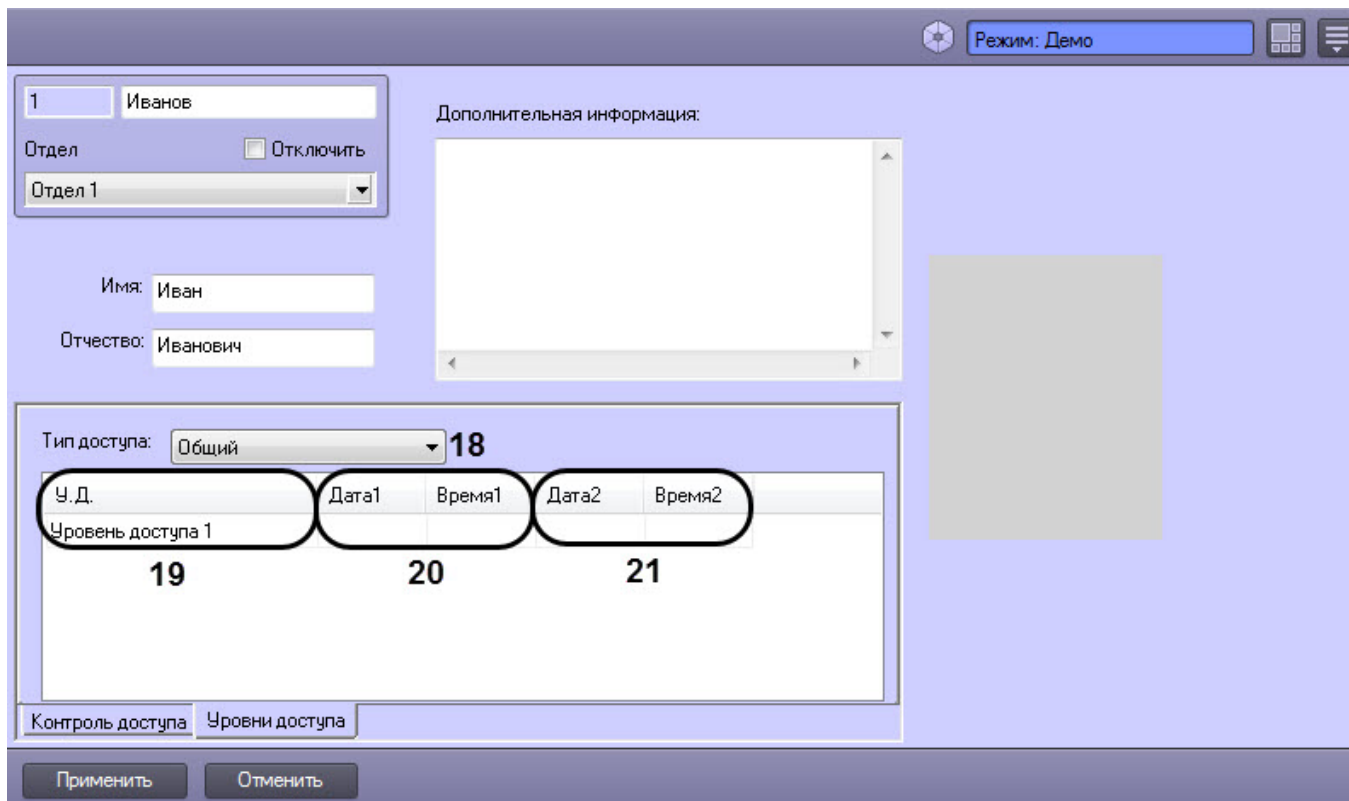 Режим: Демо
1 Иванов
Отдел Отключить
Отдел 1
Дополнительная информация:
Имя: Иван
Отчество: Иванович
Тип доступа: Общий 18
У.Д. Дата1 Время1 Дата2 Время2
Уровень доступа 1
19 20 21
Контроль доступа Уровни доступа
Применить Отменить